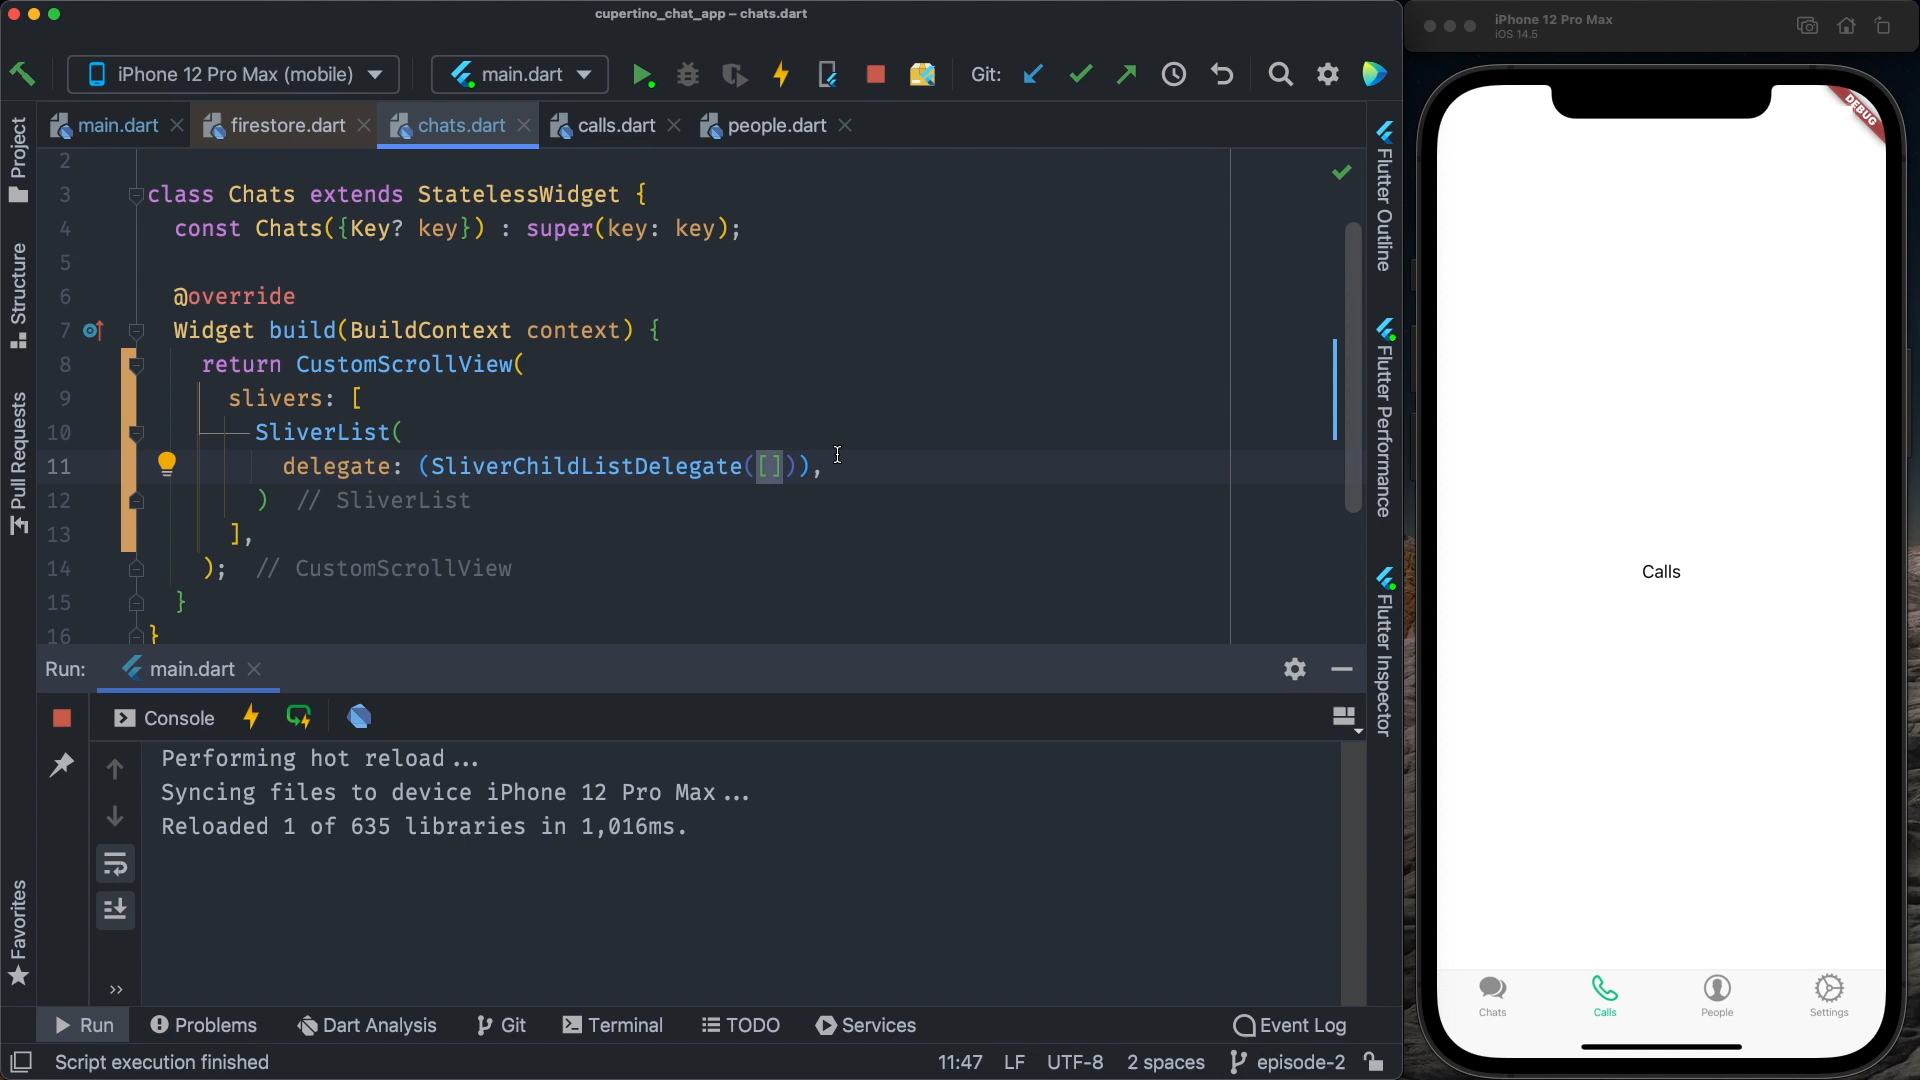 cupertino_chat_app – chats.dart
iPhone 12 Pro Max (mobile)
main.dart
Git:
main.dart
firestore.dart
chats.dart
calls.dart
people.dart
Project
Structure
Pull Requests
Favorites
2
3 class Chats extends StatelessWidget {
4 const Chats({Key? key}) : super(key: key);
5
6 @override
7 Widget build(BuildContext context) {
8 return CustomScrollView(
9 slivers: [
10 SliverList(
11 delegate: (SliverChildListDelegate([])),
12 ) // SliverList
13 ],
14 ); // CustomScrollView
15 }
16 }
Flutter Outline
Flutter Performance
Flutter Inspector
Run:
main.dart
Console
Performing hot reload...
Syncing files to device iPhone 12 Pro Max...
Reloaded 1 of 635 libraries in 1,016ms.
Run
Problems
Dart Analysis
Git
Terminal
TODO
Services
Event Log
Script execution finished
11:47
LF
UTF-8
2 spaces
episode-2
iPhone 12 Pro Max
iOS 14.5
DEBUG
Calls
Chats
Calls
People
Settings